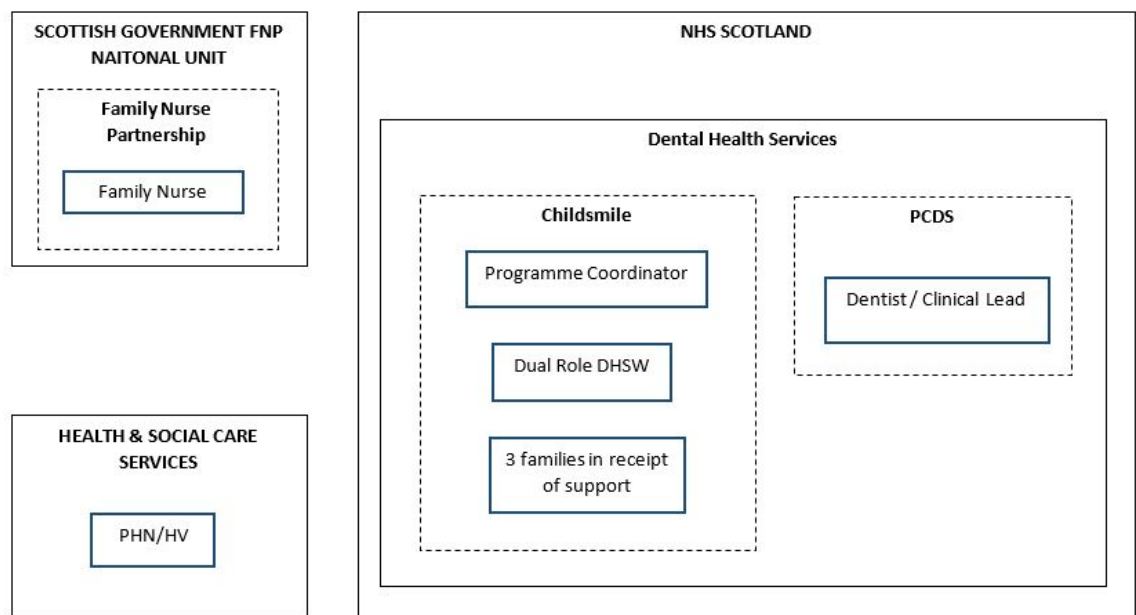 SCOTTISH GOVERNMENT FNP
NAITONAL UNIT
Family Nurse
Partnership
Family Nurse
HEALTH & SOCIAL CARE
SERVICES
PHN/HV
NHS SCOTLAND
Dental Health Services
Childsmile
Programme Coordinator
Dual Role DHSW
3 families in receipt
of support
PCDS
Dentist / Clinical Lead